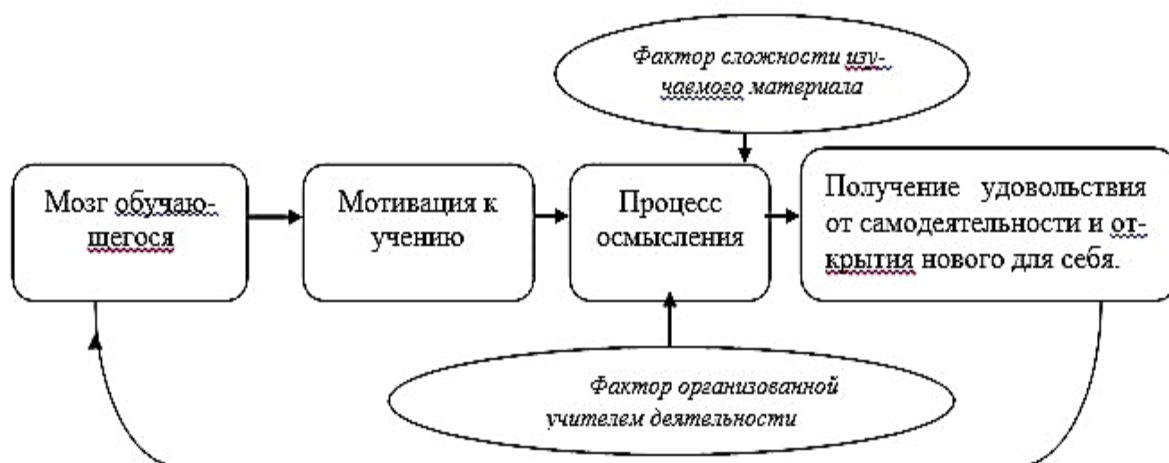 Фактор сложности изу-
чаемого материала
Мозг обучаю-
щегося
Мотивация к
учению
Процесс
осмысления
Получение удовольствия
от самодеятельности и от-
крытия нового для себя.
Фактор организованной
учителем деятельности